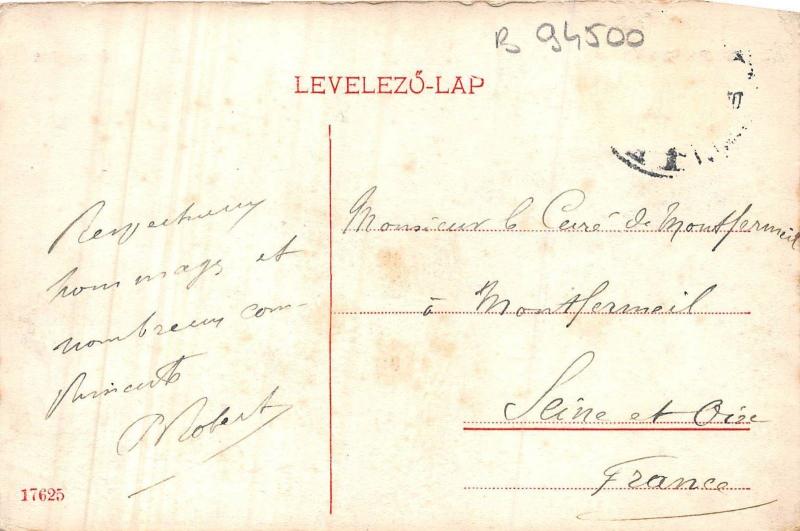 B 94500
LEVELEZŐ-LAP
Respectueux
hommages et
nombreux com-
pliments
P Robert
Monsieur le Curé de Montfermeil
à Montfermeil
Seine et Oise
France
17625